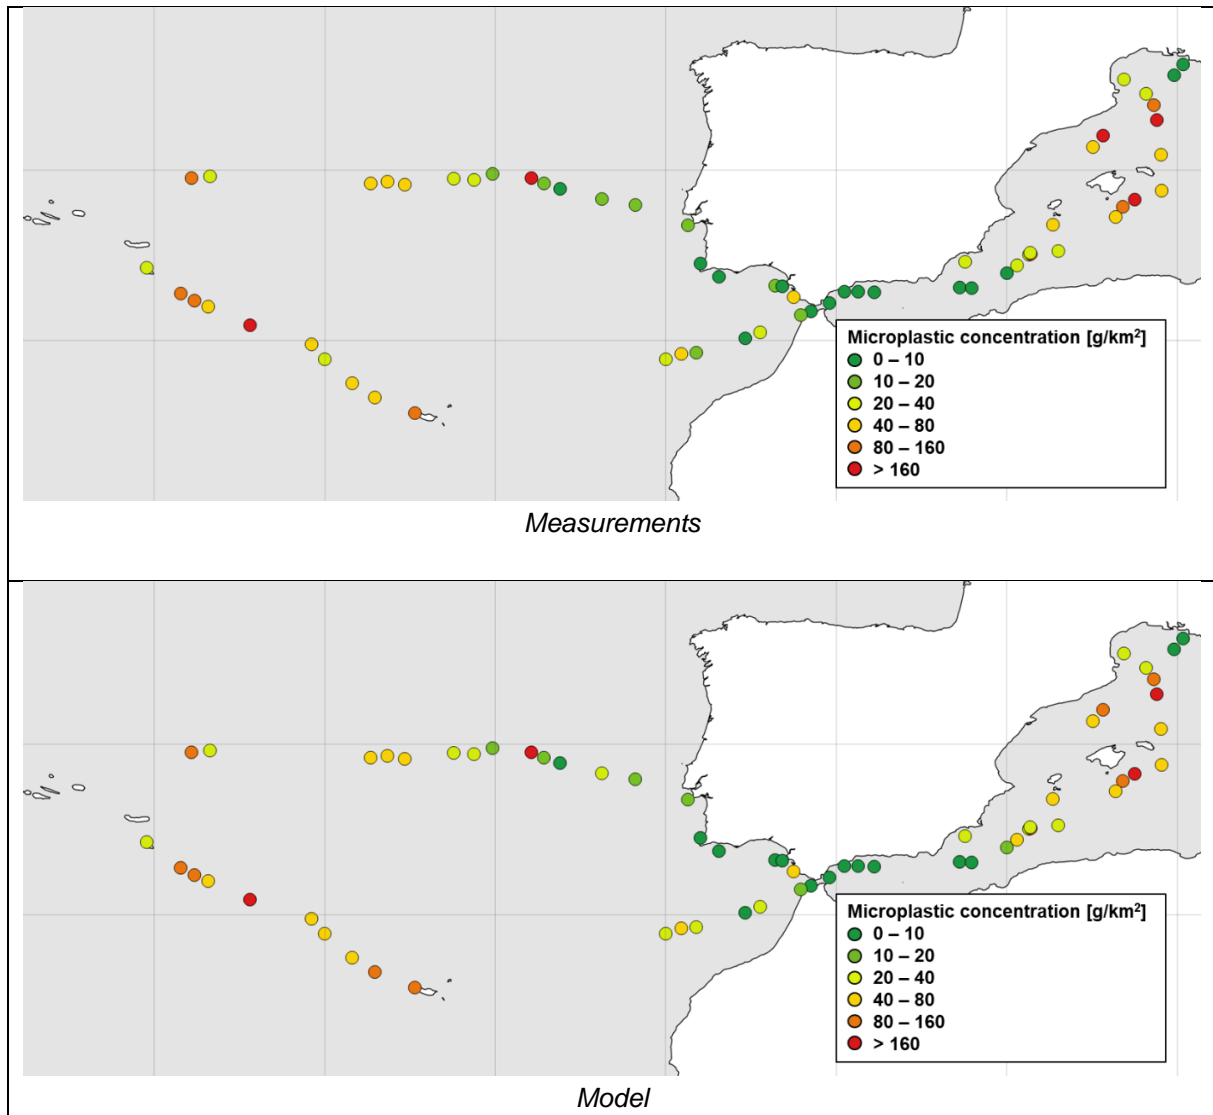 Microplastic concentration [g/km²]
0 – 10
10 – 20
20 – 40
40 – 80
80 – 160
> 160
Measurements
Microplastic concentration [g/km²]
0 – 10
10 – 20
20 – 40
40 – 80
80 – 160
> 160
Model